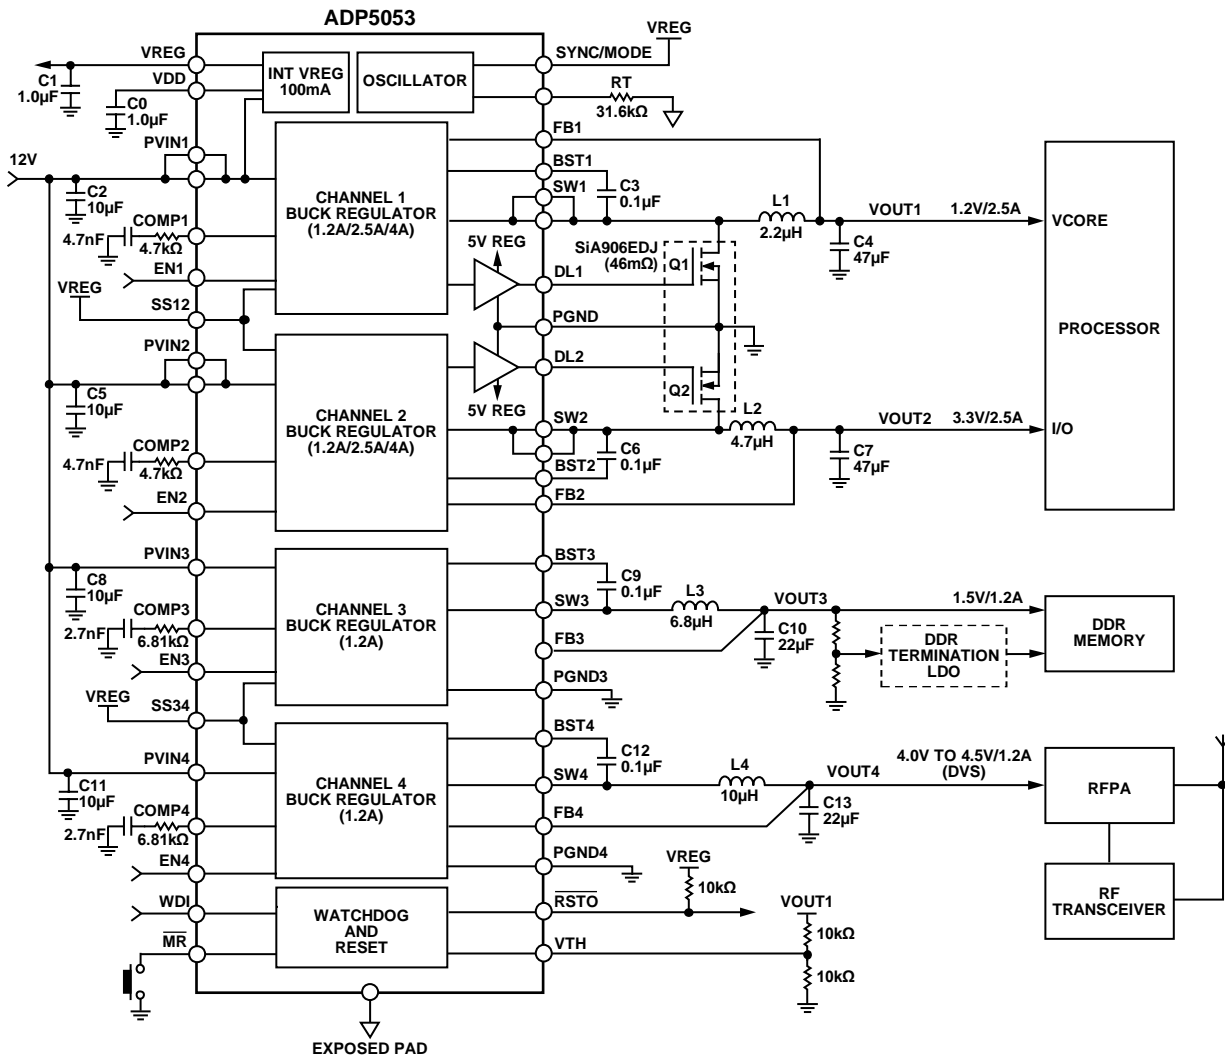 ADP5053
VREG
C1
1.0µF
VDD
C0
1.0µF
INT VREG
100mA
OSCILLATOR
SYNC/MODE
VREG
RT
31.6kΩ
12V
PVIN1
C2
10µF
COMP1
4.7nF
4.7kΩ
EN1
VREG
SS12
CHANNEL 1
BUCK REGULATOR
(1.2A/2.5A/4A)
FB1
BST1
SW1
C3
0.1µF
L1
2.2µH
VOUT1
1.2V/2.5A
C4
47µF
VCORE
PROCESSOR
I/O
5V REG
DL1
SiA906EDJ
(46mΩ)
Q1
PGND
DL2
Q2
5V REG
PVIN2
C5
10µF
COMP2
4.7nF
4.7kΩ
EN2
CHANNEL 2
BUCK REGULATOR
(1.2A/2.5A/4A)
SW2
BST2
FB2
C6
0.1µF
L2
4.7µH
VOUT2
3.3V/2.5A
C7
47µF
PVIN3
C8
10µF
COMP3
2.7nF
6.81kΩ
EN3
VREG
SS34
CHANNEL 3
BUCK REGULATOR
(1.2A)
BST3
SW3
FB3
PGND3
C9
0.1µF
L3
6.8µH
VOUT3
1.5V/1.2A
C10
22µF
DDR
TERMINATION
LDO
DDR
MEMORY
PVIN4
C11
10µF
COMP4
2.7nF
6.81kΩ
EN4
CHANNEL 4
BUCK REGULATOR
(1.2A)
BST4
SW4
FB4
PGND4
C12
0.1µF
L4
10µH
VOUT4
4.0V TO 4.5V/1.2A
(DVS)
C13
22µF
RFPA
RF
TRANSCEIVER
WDI
MR
WATCHDOG
AND
RESET
RSTO
VTH
VREG
10kΩ
VOUT1
10kΩ
10kΩ
EXPOSED PAD